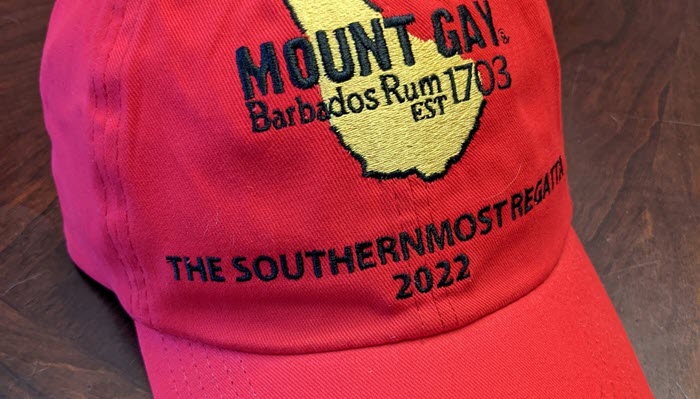 MOUNT GAY®
Barbados Rum
EST 1703
THE SOUTHERNMOST REGATTA
2022